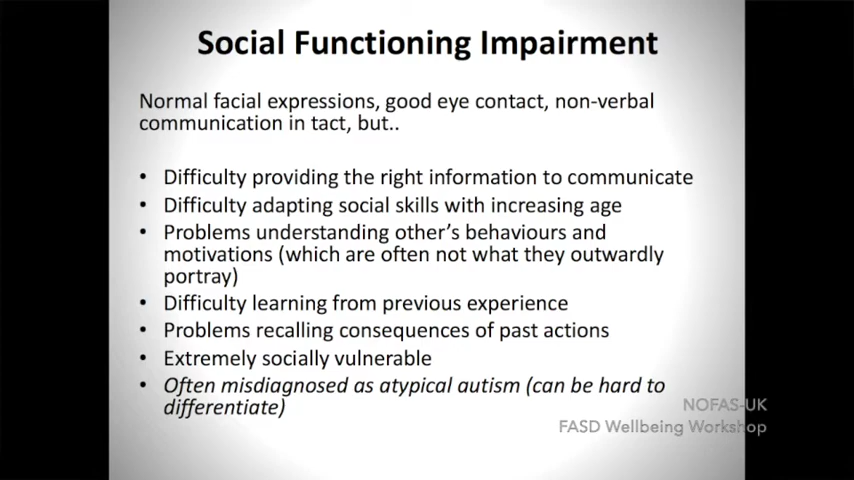 Social Functioning Impairment
Normal facial expressions, good eye contact, non-verbal
communication in tact, but..
• Difficulty providing the right information to communicate
• Difficulty adapting social skills with increasing age
• Problems understanding other's behaviours and
motivations (which are often not what they outwardly
portray)
• Difficulty learning from previous experience
• Problems recalling consequences of past actions
• Extremely socially vulnerable
• Often misdiagnosed as atypical autism (can be hard to
differentiate)
NOFAS-UK
FASD Wellbeing Workshop